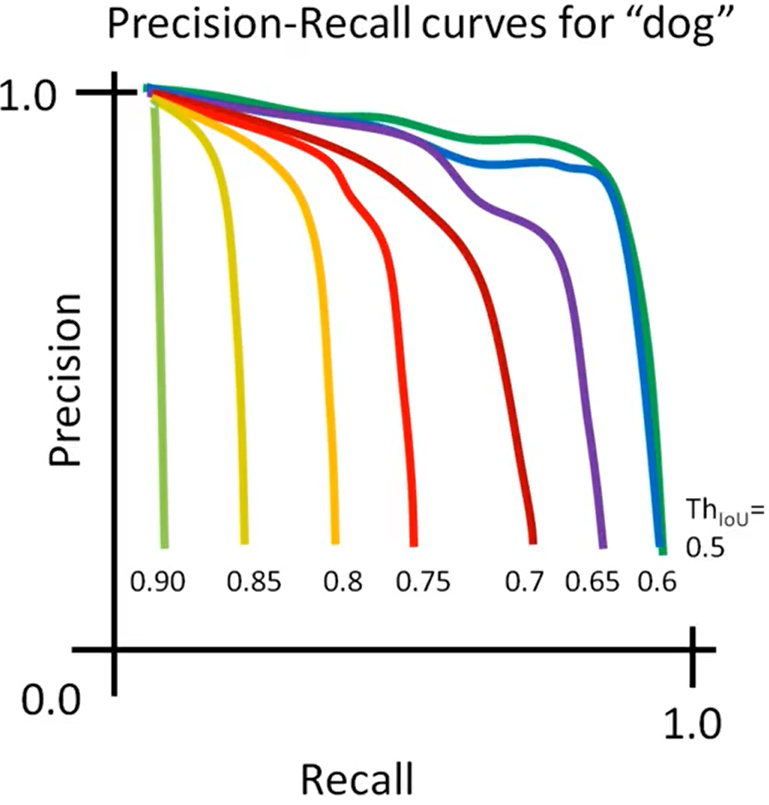 Precision-Recall curves for “dog”
1.0
Precision
Th_IoU=
0.5
0.90 0.85 0.8 0.75 0.7 0.65 0.6
0.0
1.0
Recall